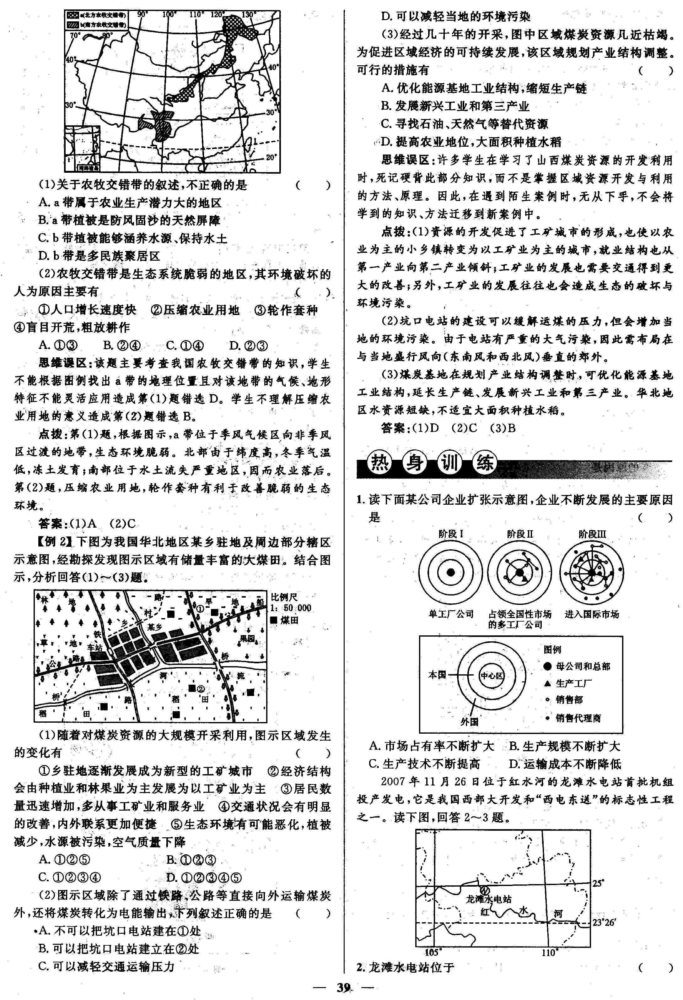 a(北方农牧交错带)
b(南方农牧交错带)
90° 100° 110° 120° 130°
70° 80°
40°
40°
30°
30°
20°
南海诸岛
(1)关于农牧交错带的叙述,不正确的是 ( )
A. a 带属于农业生产潜力大的地区
B. a 带植被是防风固沙的天然屏障
C. b 带植被能够涵养水源、保持水土
D. b 带是多民族聚居区
(2)农牧交错带是生态系统脆弱的地区,其环境破坏的
人为原因主要有 ( )
①人口增长速度快 ②压缩农业用地 ③轮作套种
④盲目开荒,粗放耕作
A. ①③ B. ②④ C. ①④ D. ②③
思维误区:该题主要考查我国农牧交错带的知识,学生
不能根据图例找出 a 带的地理位置且对该地带的气候、地形
特征不能灵活应用造成第(1)题错选 D。学生不理解压缩农
业用地的意义造成第(2)题错选 B。
点拨:第(1)题,根据图示,a 带位于季风气候区向非季风
区过渡的地带,生态环境脆弱。北部由于纬度高,冬季气温
低,冻土发育;南部位于水土流失严重地区,因而农业落后。
第(2)题,压缩农业用地,轮作套种有利于改善脆弱的生态
环境。
答案:(1)A (2)C
【例 2】下图为我国华北地区某乡驻地及周边部分辖区
示意图,经勘探发现图示区域有储量丰富的大煤田。结合图
示,分析回答(1)~(3)题。
林 地 路 旱 地 船
① 村
乡 某乡
铁 果园
草 地 车站
公 路 桥
河 流
② 桥 路 稻 田
稻 田
比例尺
1: 50 000
煤田
(1)随着对煤炭资源的大规模开采利用,图示区域发生
的变化有 ( )
①乡驻地逐渐发展成为新型的工矿城市 ②经济结构
会由种植业和林果业为主发展为以工矿业为主 ③居民数
量迅速增加,多从事工矿业和服务业 ④交通状况会有明显
的改善,内外联系更加便捷 ⑤生态环境有可能恶化,植被
减少,水源被污染,空气质量下降
A. ①②⑤ B. ①②③
C. ①②③④ D. ①②③④⑤
(2)图示区域除了通过铁路、公路等直接向外运输煤炭
外,还将煤炭转化为电能输出,下列叙述正确的是 ( )
A. 不可以把坑口电站建在①处
B. 可以把坑口电站建立在②处
C. 可以减轻交通运输压力
D. 可以减轻当地的环境污染
(3)经过几十年的开采,图中区域煤炭资源几近枯竭。
为促进区域经济的可持续发展,该区域规划产业结构调整。
可行的措施有 ( )
A. 优化能源基地工业结构,缩短生产链
B. 发展新兴工业和第三产业
C. 寻找石油、天然气等替代资源
D. 提高农业地位,大面积种植水稻
思维误区:许多学生在学习了山西煤炭资源的开发利用
时,死记硬背此部分知识,而不是掌握区域资源开发与利用
的方法、原理。因此,在遇到陌生案例时,无从下手,不会将
学到的知识、方法迁移到新案例中。
点拨:(1)资源的开发促进了工矿城市的形成,也使以农
业为主的小乡镇转变为以工矿业为主的城市,就业结构也从
第一产业向第二产业倾斜;工矿业的发展也需要交通得到更
大的改善;另外,工矿业的发展往往也会造成生态的破坏与
环境污染。
(2)坑口电站的建设可以缓解运煤的压力,但会增加当
地的环境污染。由于电站有严重的大气污染,因此需布局在
与当地盛行风向(东南风和西北风)垂直的郊外。
(3)煤炭基地在规划产业结构调整时,可优化能源基地
工业结构,延长生产链、发展新兴工业和第三产业。华北地
区水资源短缺,不适宜大面积种植水稻。
答案:(1)D (2)C (3)B
热身训练
1. 读下面某公司企业扩张示意图,企业不断发展的主要原因
是 ( )
阶段Ⅰ 阶段Ⅱ 阶段Ⅲ
单工厂公司 占领全国性市场 进入国际市场
的多工厂公司
图例
本国 中心区
外国
母公司和总部
生产工厂
销售部
销售代理商
A. 市场占有率不断扩大 B. 生产规模不断扩大
C. 生产技术不断提高 D. 运输成本不断降低
2007 年 11 月 26 日位于红水河的龙滩水电站首批机组
投产发电,它是我国西部大开发和“西电东送”的标志性工程
之一。读下图,回答 2~3 题。
25°
龙滩水电站
红 水 河
23°26′
105° 110°
2. 龙滩水电站位于 ( )
— 39 —